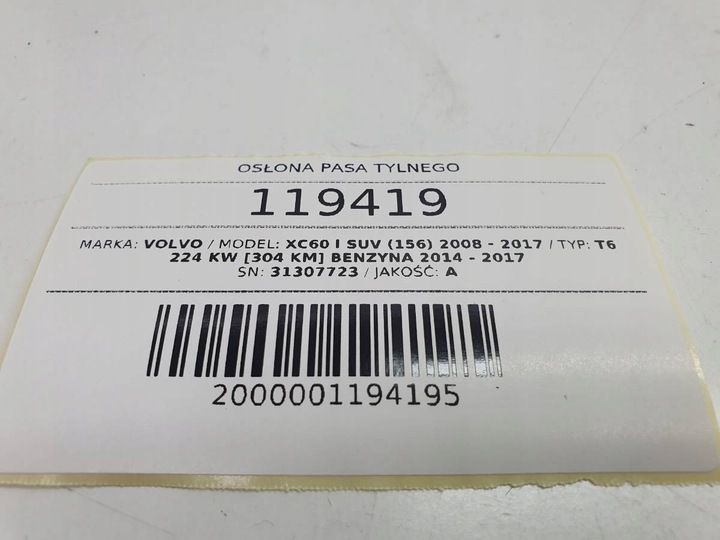 OSŁONA PASA TYLNEGO
119419
MARKA: VOLVO / MODEL: XC60 I SUV (156) 2008 - 2017 / TYP: T6
224 KW [304 KM] BENZYNA 2014 - 2017
SN: 31307723 / JAKOŚĆ: A
2000001194195